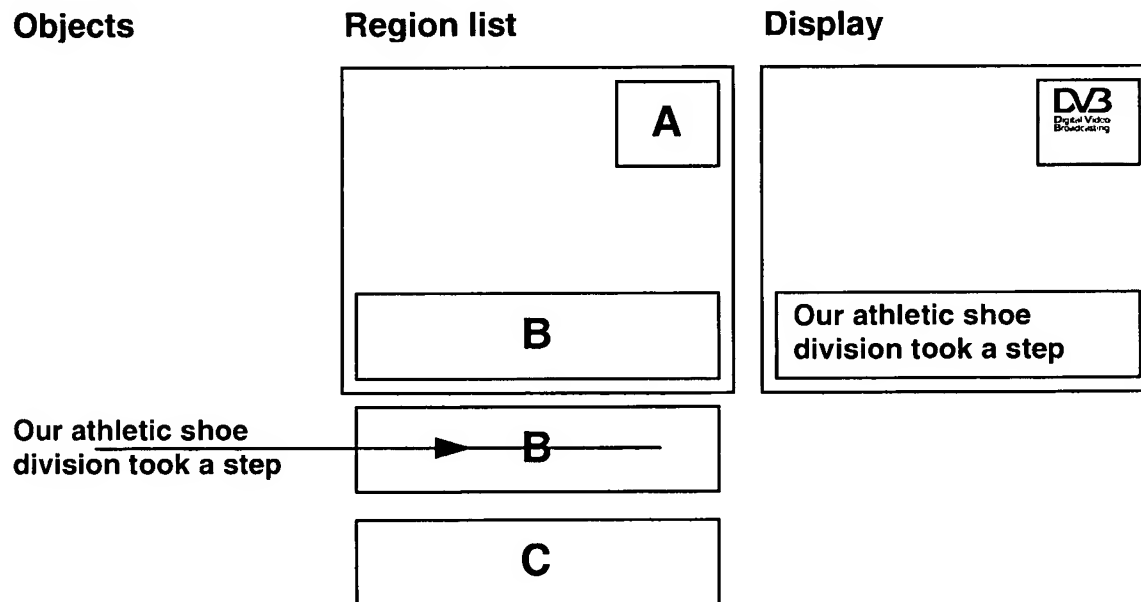 Objects
Region list
Display
A
DVB
Digital Video
Broadcasting
B
Our athletic shoe
division took a step
Our athletic shoe
division took a step
B
C